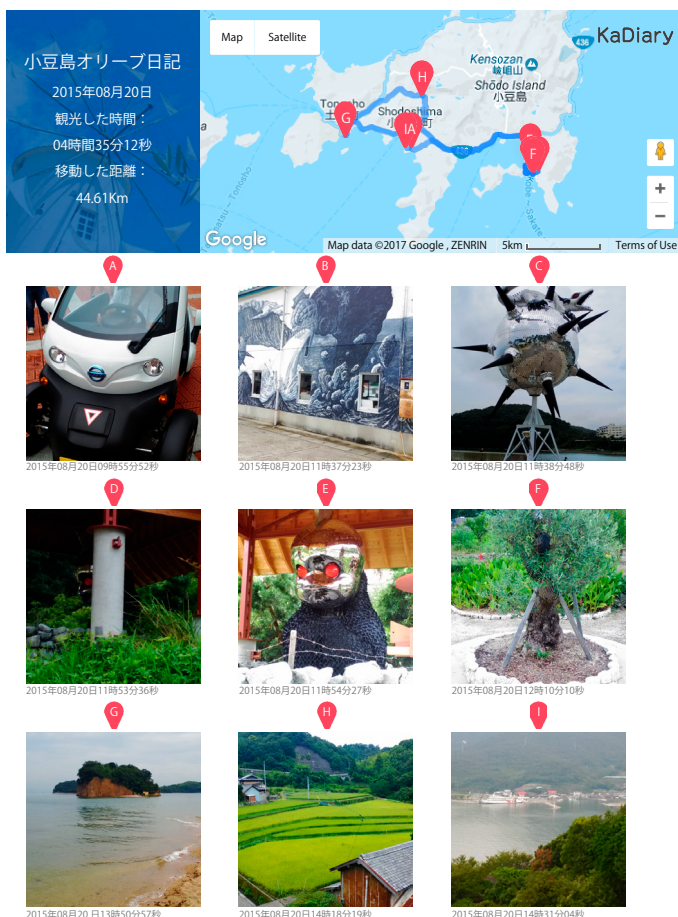 小豆島オリーブ日記
2015年08月20日
観光した時間：
04時間35分12秒
移動した距離：
44.61Km
Map Satellite
436
KaDiary
Kensozan
Shōdo Island
小豆島
Tonosho
Shodoshima
H
G
IA
F
Google
Map data ©2017 Google , ZENRIN 5km Terms of Use
A B C
2015年08月20日09時55分52秒 2015年08月20日11時37分23秒 2015年08月20日11時38分48秒
D E F
2015年08月20日11時53分36秒 2015年08月20日11時54分27秒 2015年08月20日12時10分10秒
G H I
2015年08月20日13時50分57秒 2015年08月20日14時18分19秒 2015年08月20日14時31分04秒